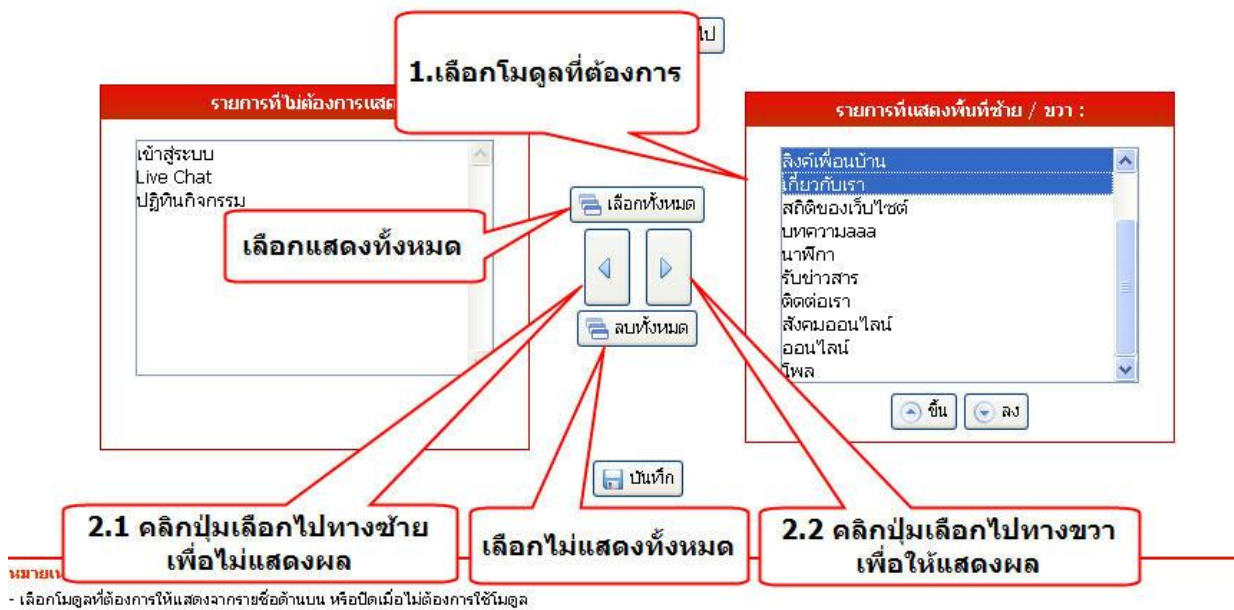 ไป
1.เลือกโมดูลที่ต้องการ
รายการที่ไม่ต้องการแสด
รายการที่แสดงพื้นที่ซ้าย / ขวา :
เข้าสู่ระบบ
Live Chat
ปฏิทินกิจกรรม
เลือกแสดงทั้งหมด
เลือกทั้งหมด
ลบทั้งหมด
ลิงค์เพื่อนบ้าน
เกี่ยวกับเรา
สถิติของเว็บไซต์
บทความaaa
นาฬิกา
รับข่าวสาร
ติดต่อเรา
สังคมออนไลน์
ออนไลน์
โพล
ขึ้น
ลง
บันทึก
2.1 คลิกปุ่มเลือกไปทางซ้าย
เพื่อไม่แสดงผล
เลือกไม่แสดงทั้งหมด
2.2 คลิกปุ่มเลือกไปทางขวา
เพื่อให้แสดงผล
หมายเห
- เลือกโมดูลที่ต้องการให้แสดงจากรายชื่อด้านบน หรือปิดเมื่อไม่ต้องการใช้โมดูล